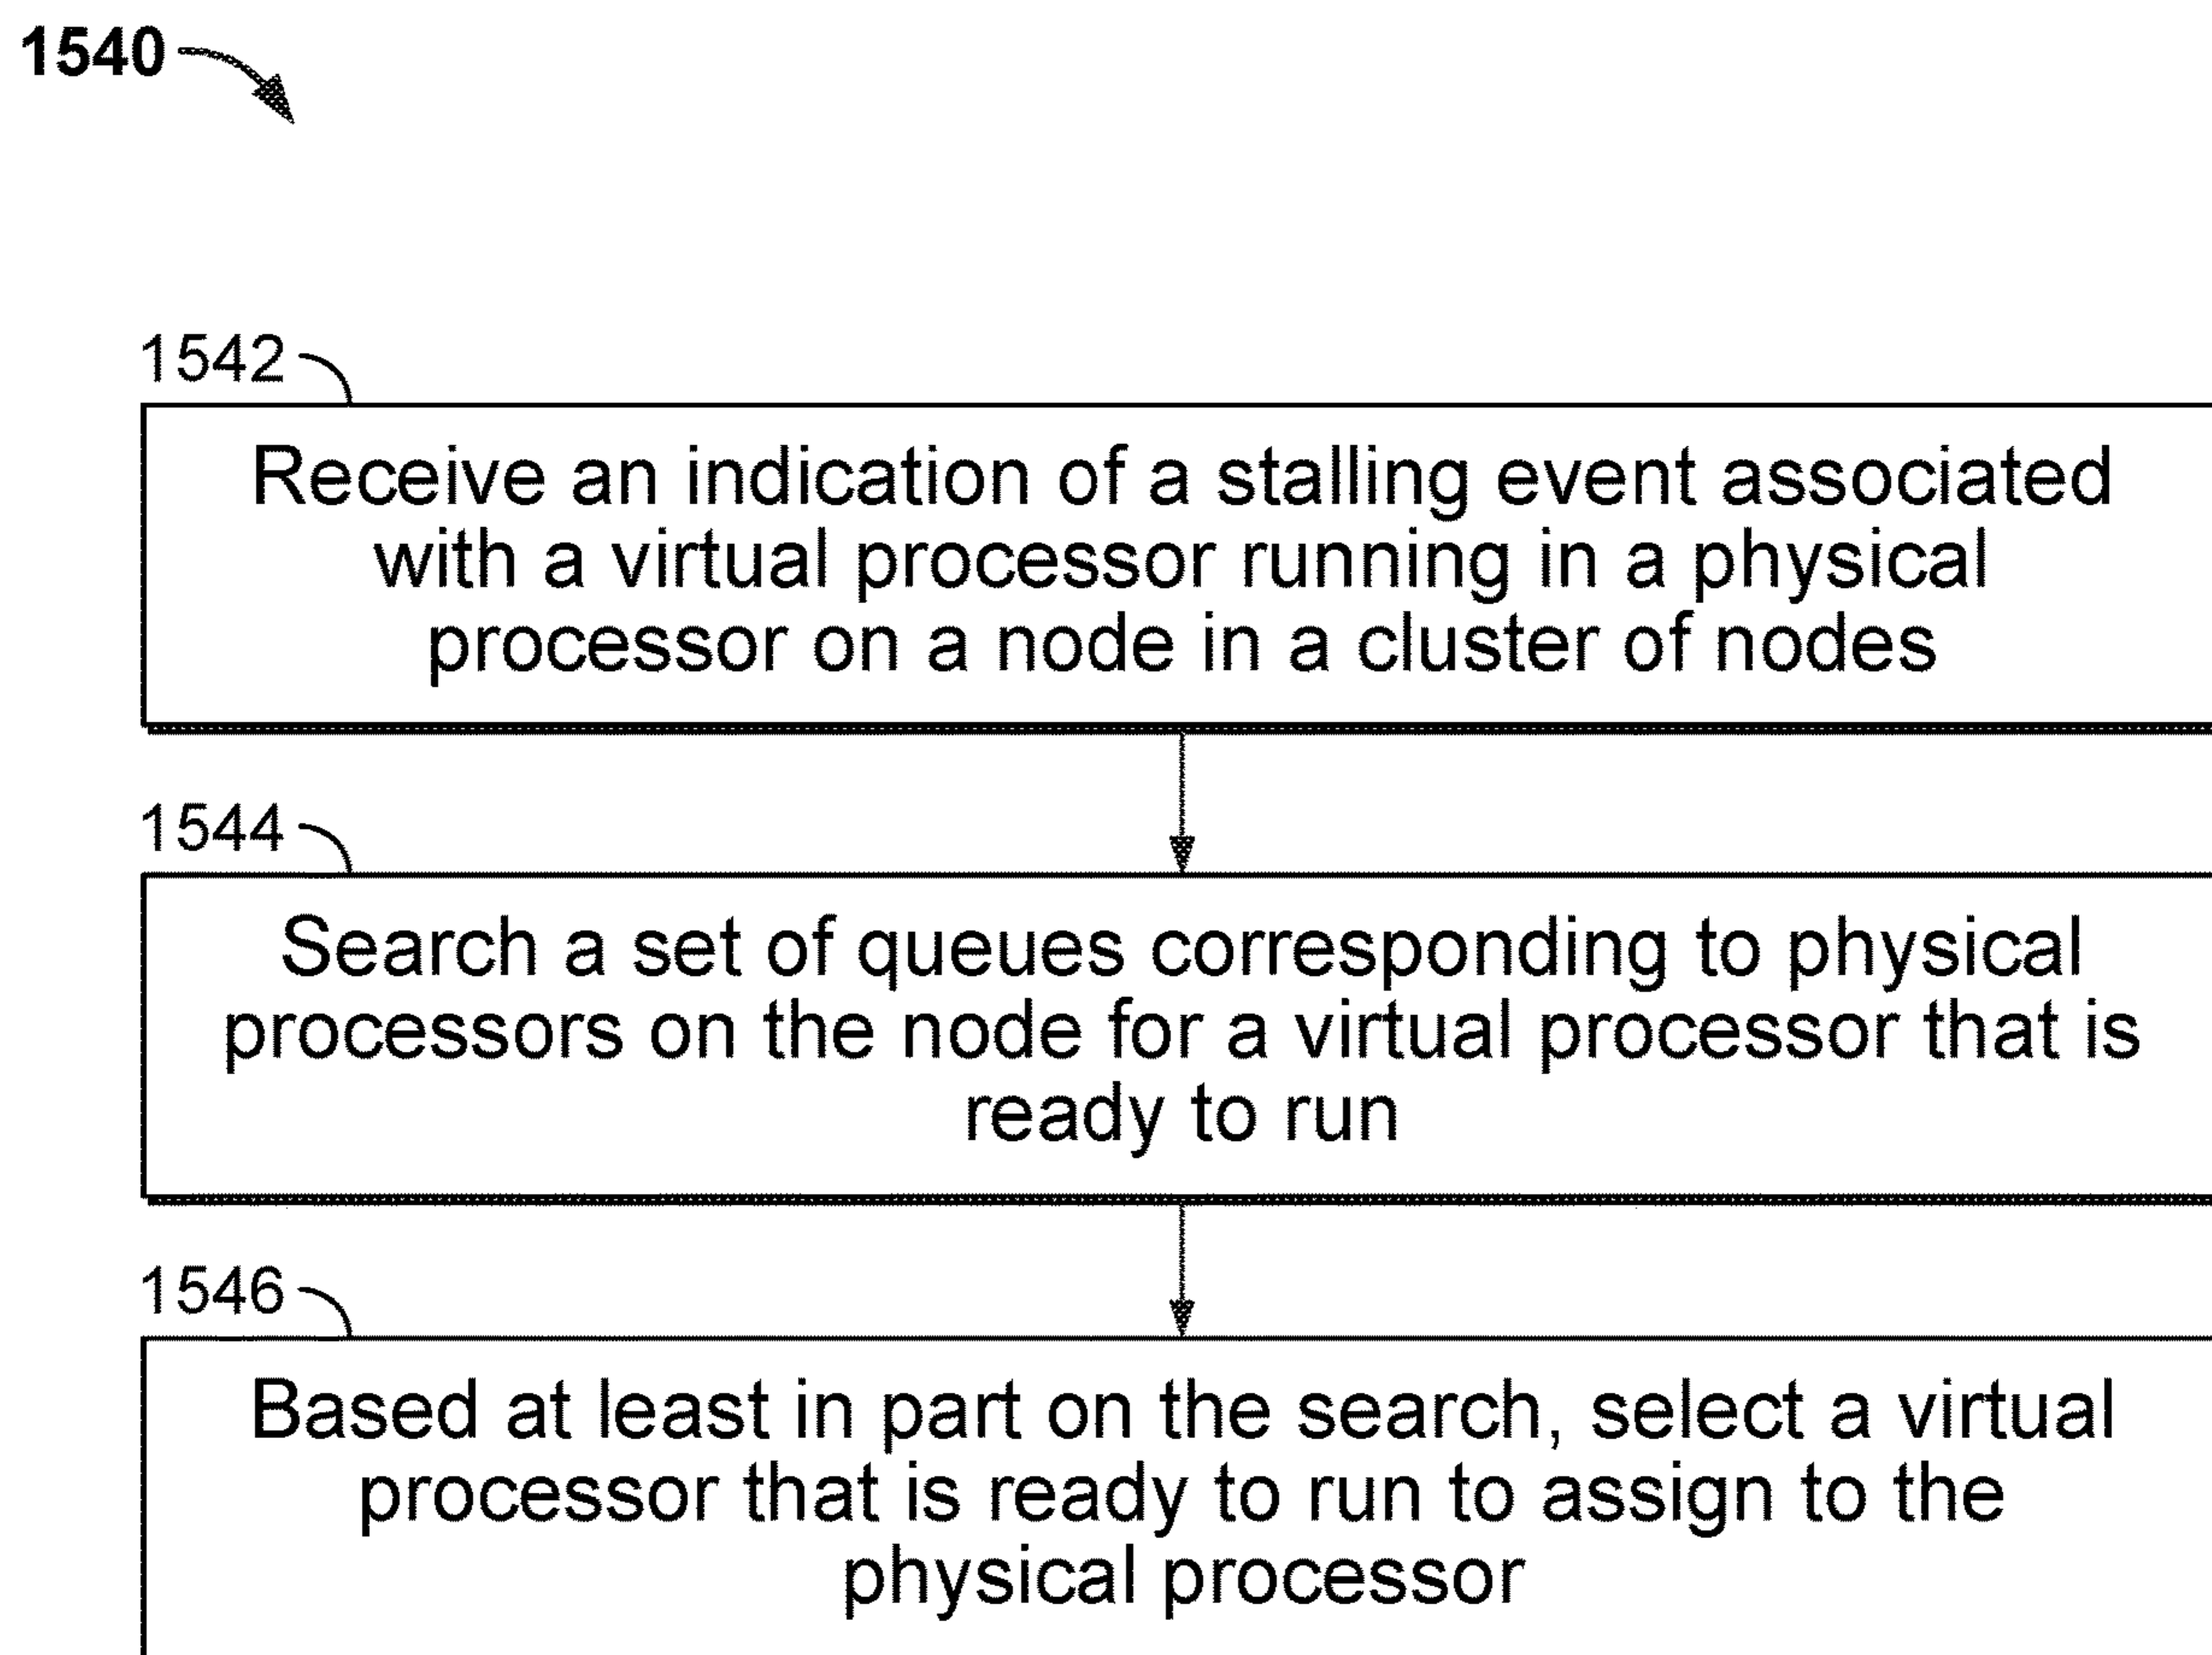 1540
1542
Receive an indication of a stalling event associated
with a virtual processor running in a physical
processor on a node in a cluster of nodes
1544
Search a set of queues corresponding to physical
processors on the node for a virtual processor that is
ready to run
1546
Based at least in part on the search, select a virtual
processor that is ready to run to assign to the
physical processor